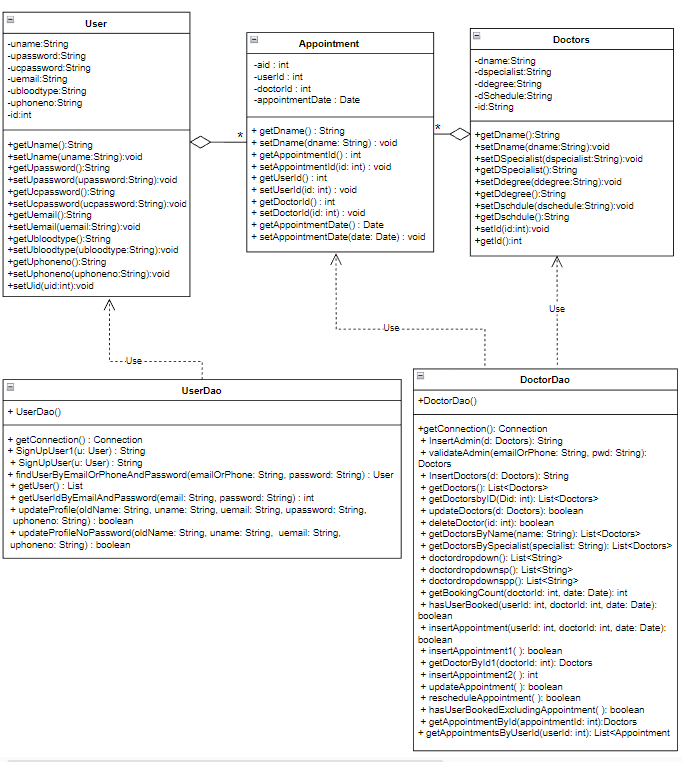 User
-uname:String
-upassword:String
-ucpassword:String
-uemail:String
-ubloodtype:String
-uphoneno:String
-id:int
+getUname():String
+setUname(uname:String):void
+getUpassword():String
+setUpassword(upassword:String):void
+getUcpassword():String
+setUcpassword(ucpassword:String):void
+getUemail():String
+setUemail(uemail:String):void
+getUbloodtype():String
+setUbloodtype(ubloodtype:String):void
+getUphoneno():String
+setUphoneno(uphoneno:String):void
+setUid(uid:int):void
*
Appointment
-aid : int
-userId : int
-doctorId : int
-appointmentDate : Date
+ getDname() : String
+ setDname(dname: String) : void
+ getAppointmentId() : int
+ setAppointmentId(id: int) : void
+ getUserId() : int
+ setUserId(id: int) : void
+ getDoctorId() : int
+ setDoctorId(id: int) : void
+ getAppointmentDate() : Date
+ setAppointmentDate(date: Date) : void
*
Doctors
-dname:String
-dspecialist:String
-ddegree:String
-dSchedule:String
-id:String
+getDname():String
+setDname(dname:String):void
+setDSpecialist(dspecialist:String):void
+getDSpecialist():String
+setDdegree(ddegree:String):void
+getDdegree():String
+setDschdule(dschedule:String):void
+getDschdule():String
+setId(id:int):void
+getId():int
Use
Use
Use
UserDao
+ UserDao()
+ getConnection() : Connection
+ SignUpUser1(u: User) : String
+ SignUpUser(u: User) : String
+ findUserByEmailOrPhoneAndPassword(emailOrPhone: String, password: String) : User
+ getUser() : List
+ getUserIdByEmailAndPassword(email: String, password: String) : int
+ updateProfile(oldName: String, uname: String, uemail: String, upassword: String,
uphoneno: String) : boolean
+ updateProfileNoPassword(oldName: String, uname: String, uemail: String,
uphoneno: String) : boolean
DoctorDao
+DoctorDao()
+getConnection(): Connection
+ InsertAdmin(d: Doctors): String
+ validateAdmin(emailOrPhone: String, pwd: String):
Doctors
+ InsertDoctors(d: Doctors): String
+ getDoctors(): List<Doctors>
+ getDoctorsbyID(Did: int): List<Doctors>
+ updateDoctors(d: Doctors): boolean
+ deleteDoctor(id: int): boolean
+ getDoctorsByName(name: String): List<Doctors>
+ getDoctorsBySpecialist(specialist: String): List<Doctors>
+ doctordropdown(): List<String>
+ doctordropdownsp(): List<String>
+ doctordropdownspp(): List<String>
+ getBookingCount(doctorId: int, date: Date): int
+ hasUserBooked(userId: int, doctorId: int, date: Date):
boolean
+ insertAppointment(userId: int, doctorId: int, date: Date):
boolean
+ insertAppointment1( ): boolean
+ getDoctorById1(doctorId: int): Doctors
+ insertAppointment2( ): int
+ updateAppointment( ): boolean
+ rescheduleAppointment( ): boolean
+ hasUserBookedExcludingAppointment( ): boolean
+ getAppointmentById(appointmentId: int):Doctors
+ getAppointmentsByUserId(userId: int): List<Appointment